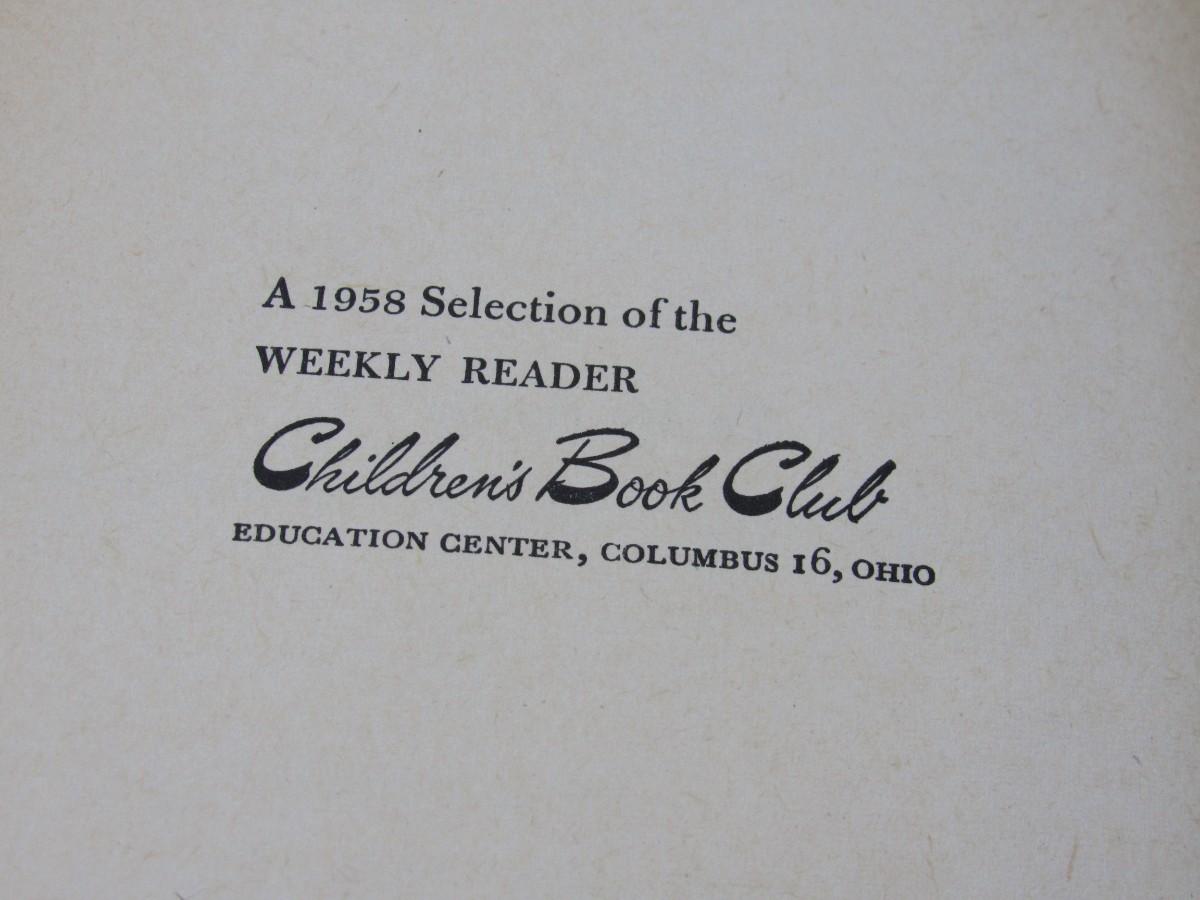 A 1958 Selection of the
WEEKLY READER
Children's Book Club
EDUCATION CENTER, COLUMBUS 16, OHIO